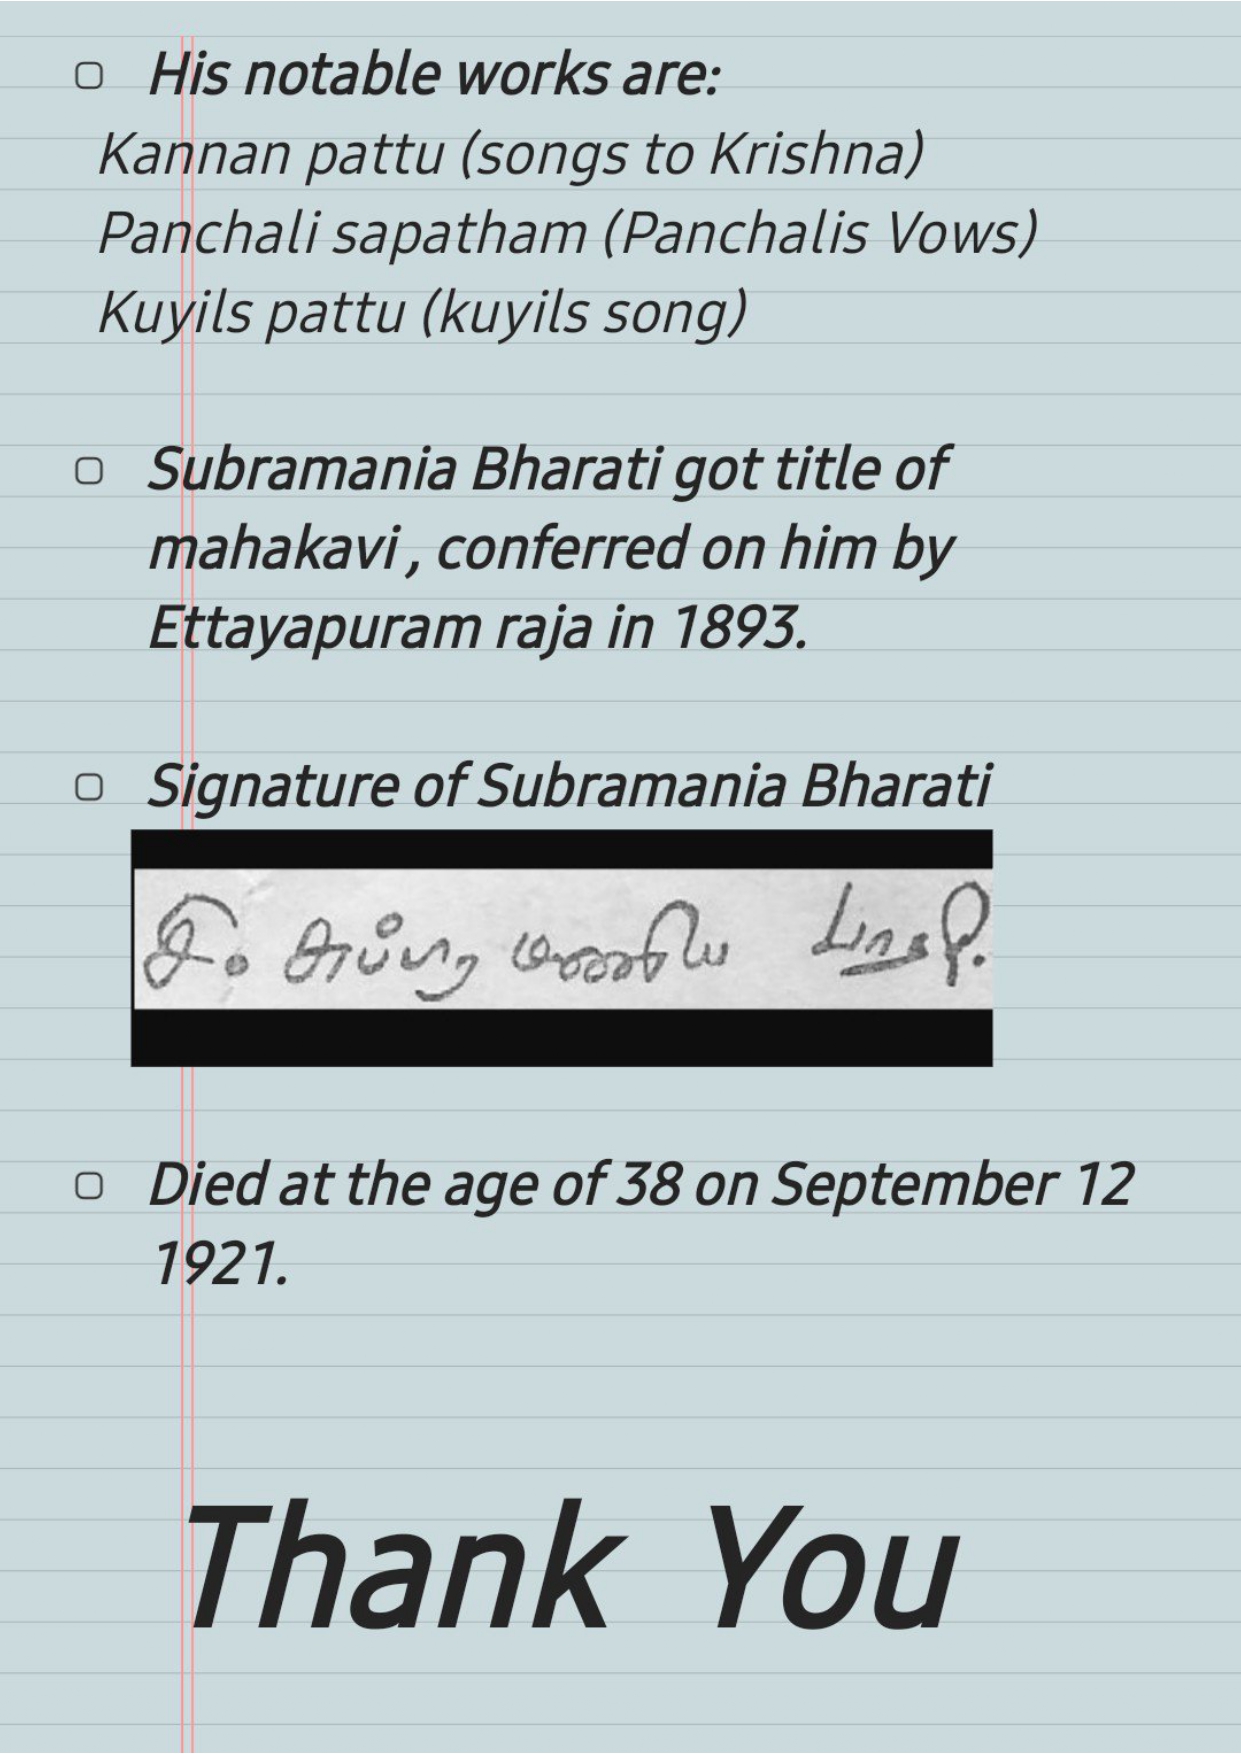 His notable works are:
Kannan pattu (songs to Krishna)
Panchali sapatham (Panchalis Vows)
Kuyils pattu (kuyils song)
Subramania Bharati got title of
mahakavi , conferred on him by
Ettayapuram raja in 1893.
Signature of Subramania Bharati
சி. சுப்பிரமணிய பாரதி.
Died at the age of 38 on September 12
1921.
Thank You